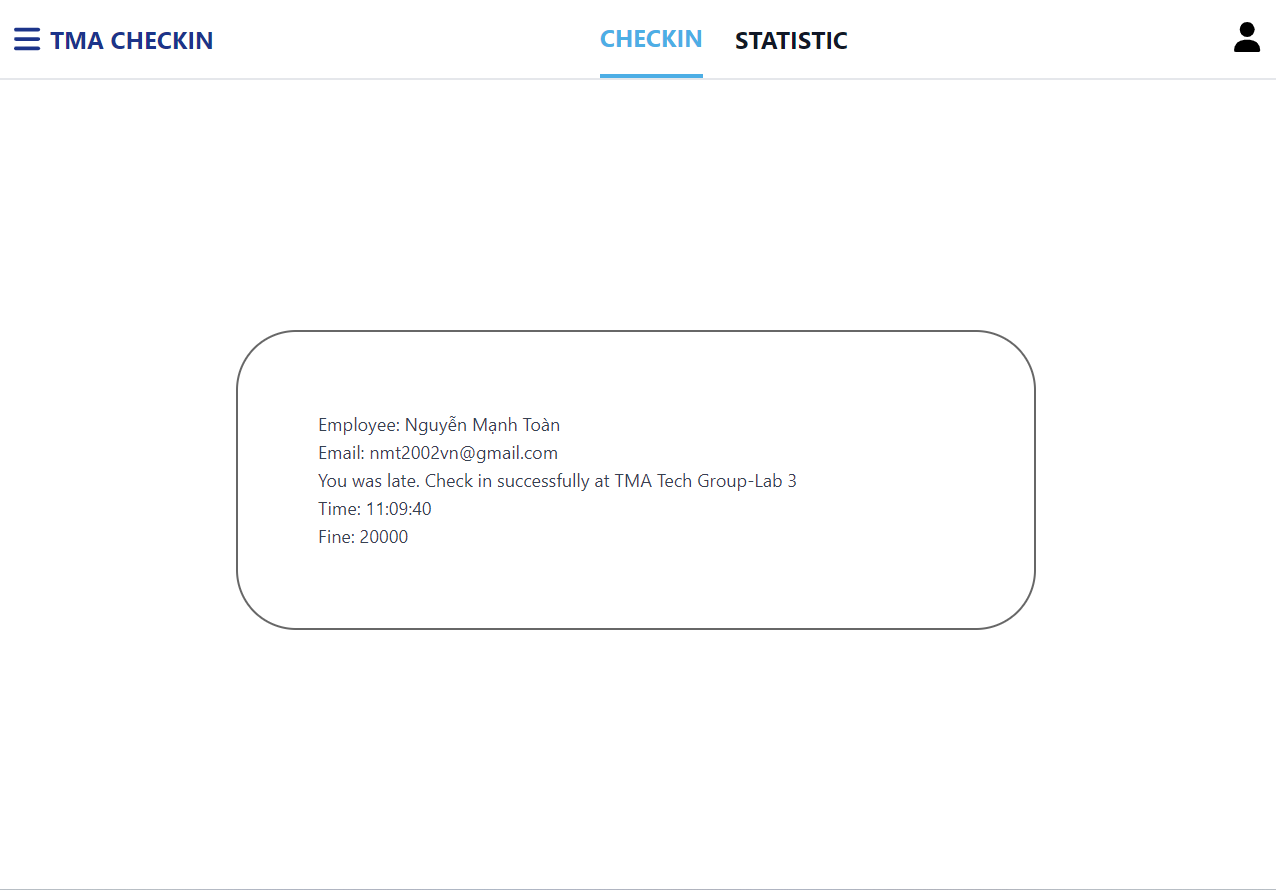 TMA CHECKIN
CHECKIN
STATISTIC
Employee: Nguyễn Mạnh Toàn
Email: nmt2002vn@gmail.com
You was late. Check in successfully at TMA Tech Group-Lab 3
Time: 11:09:40
Fine: 20000